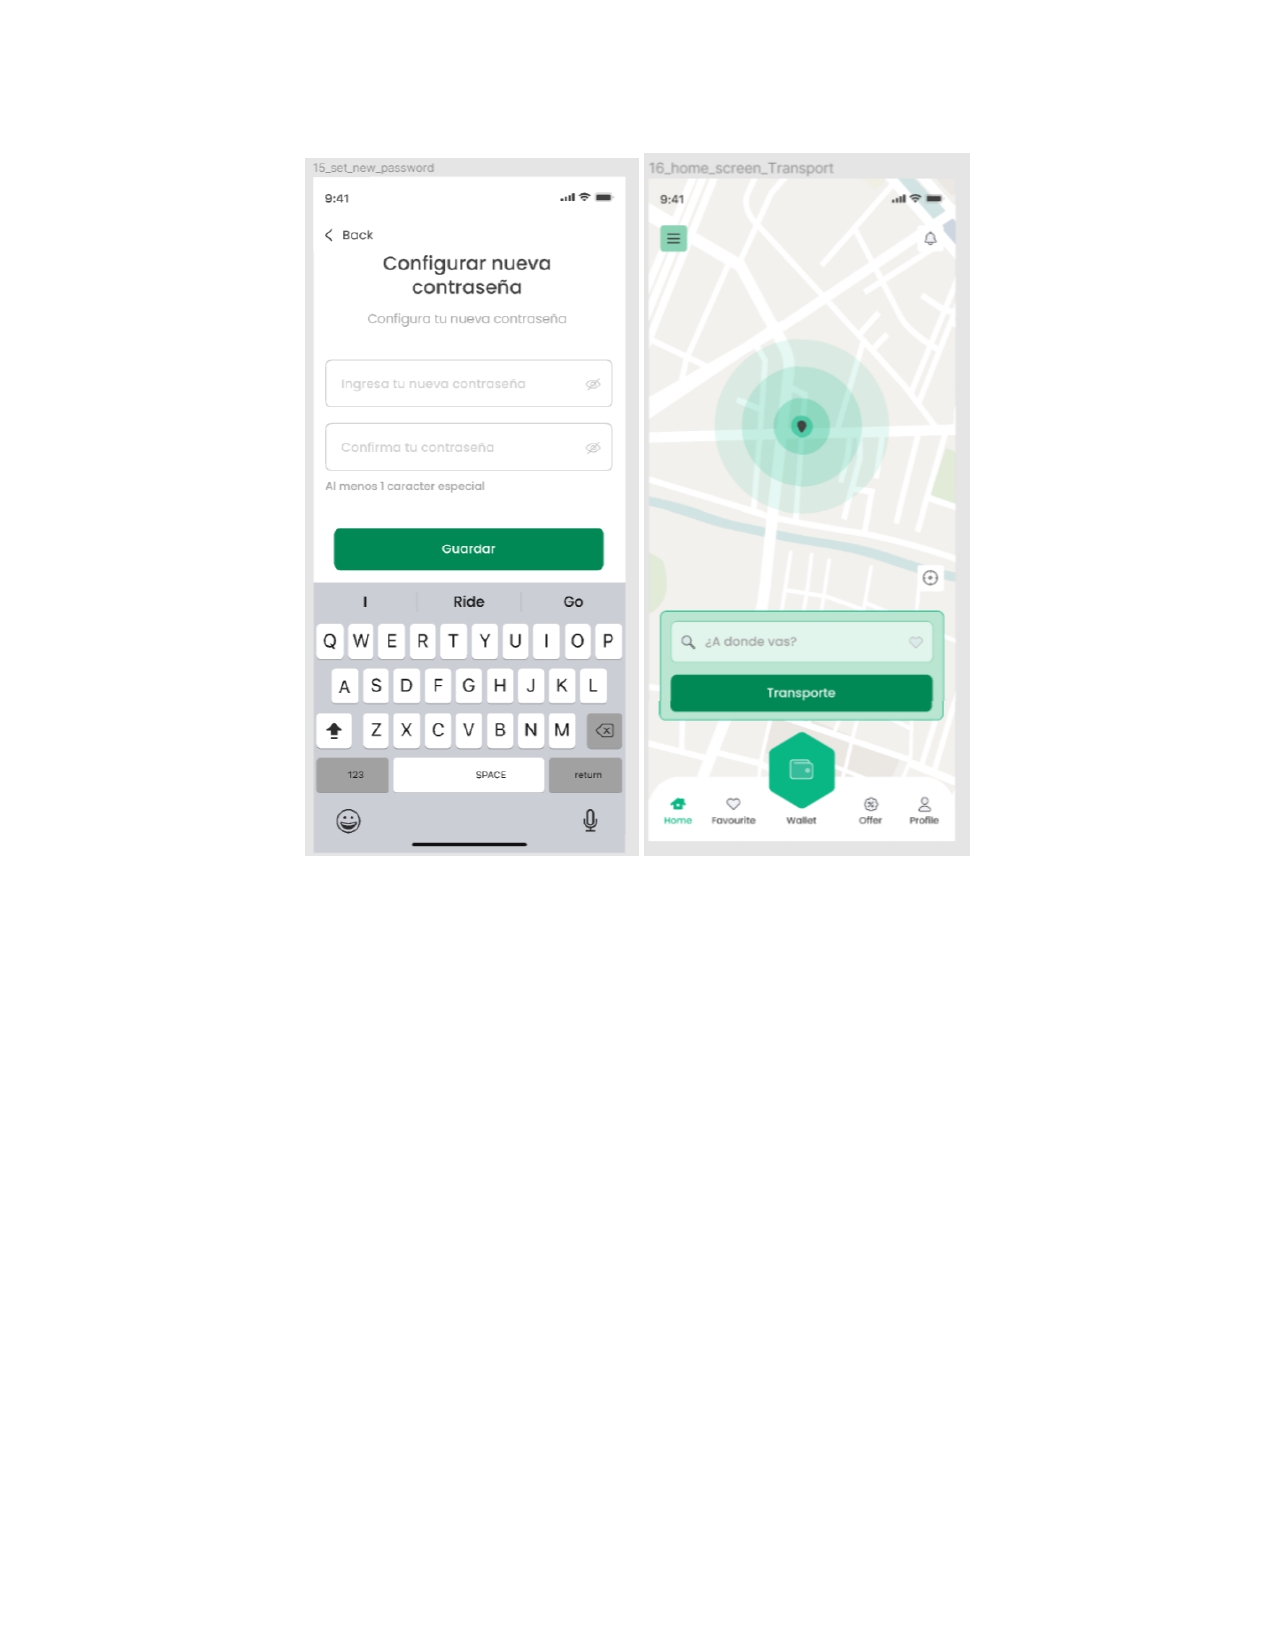 15_set_new_password
9:41
Back
Configurar nueva
contraseña
Configura tu nueva contraseña
Ingresa tu nueva contraseña
Confirma tu contraseña
Al menos 1 caracter especial
Guardar
I Ride Go
Q W E R T Y U I O P
A S D F G H J K L
Z X C V B N M
123 SPACE return
16_home_screen_Transport
9:41
¿A donde vas?
Transporte
Home Favourite Wallet Offer Profile